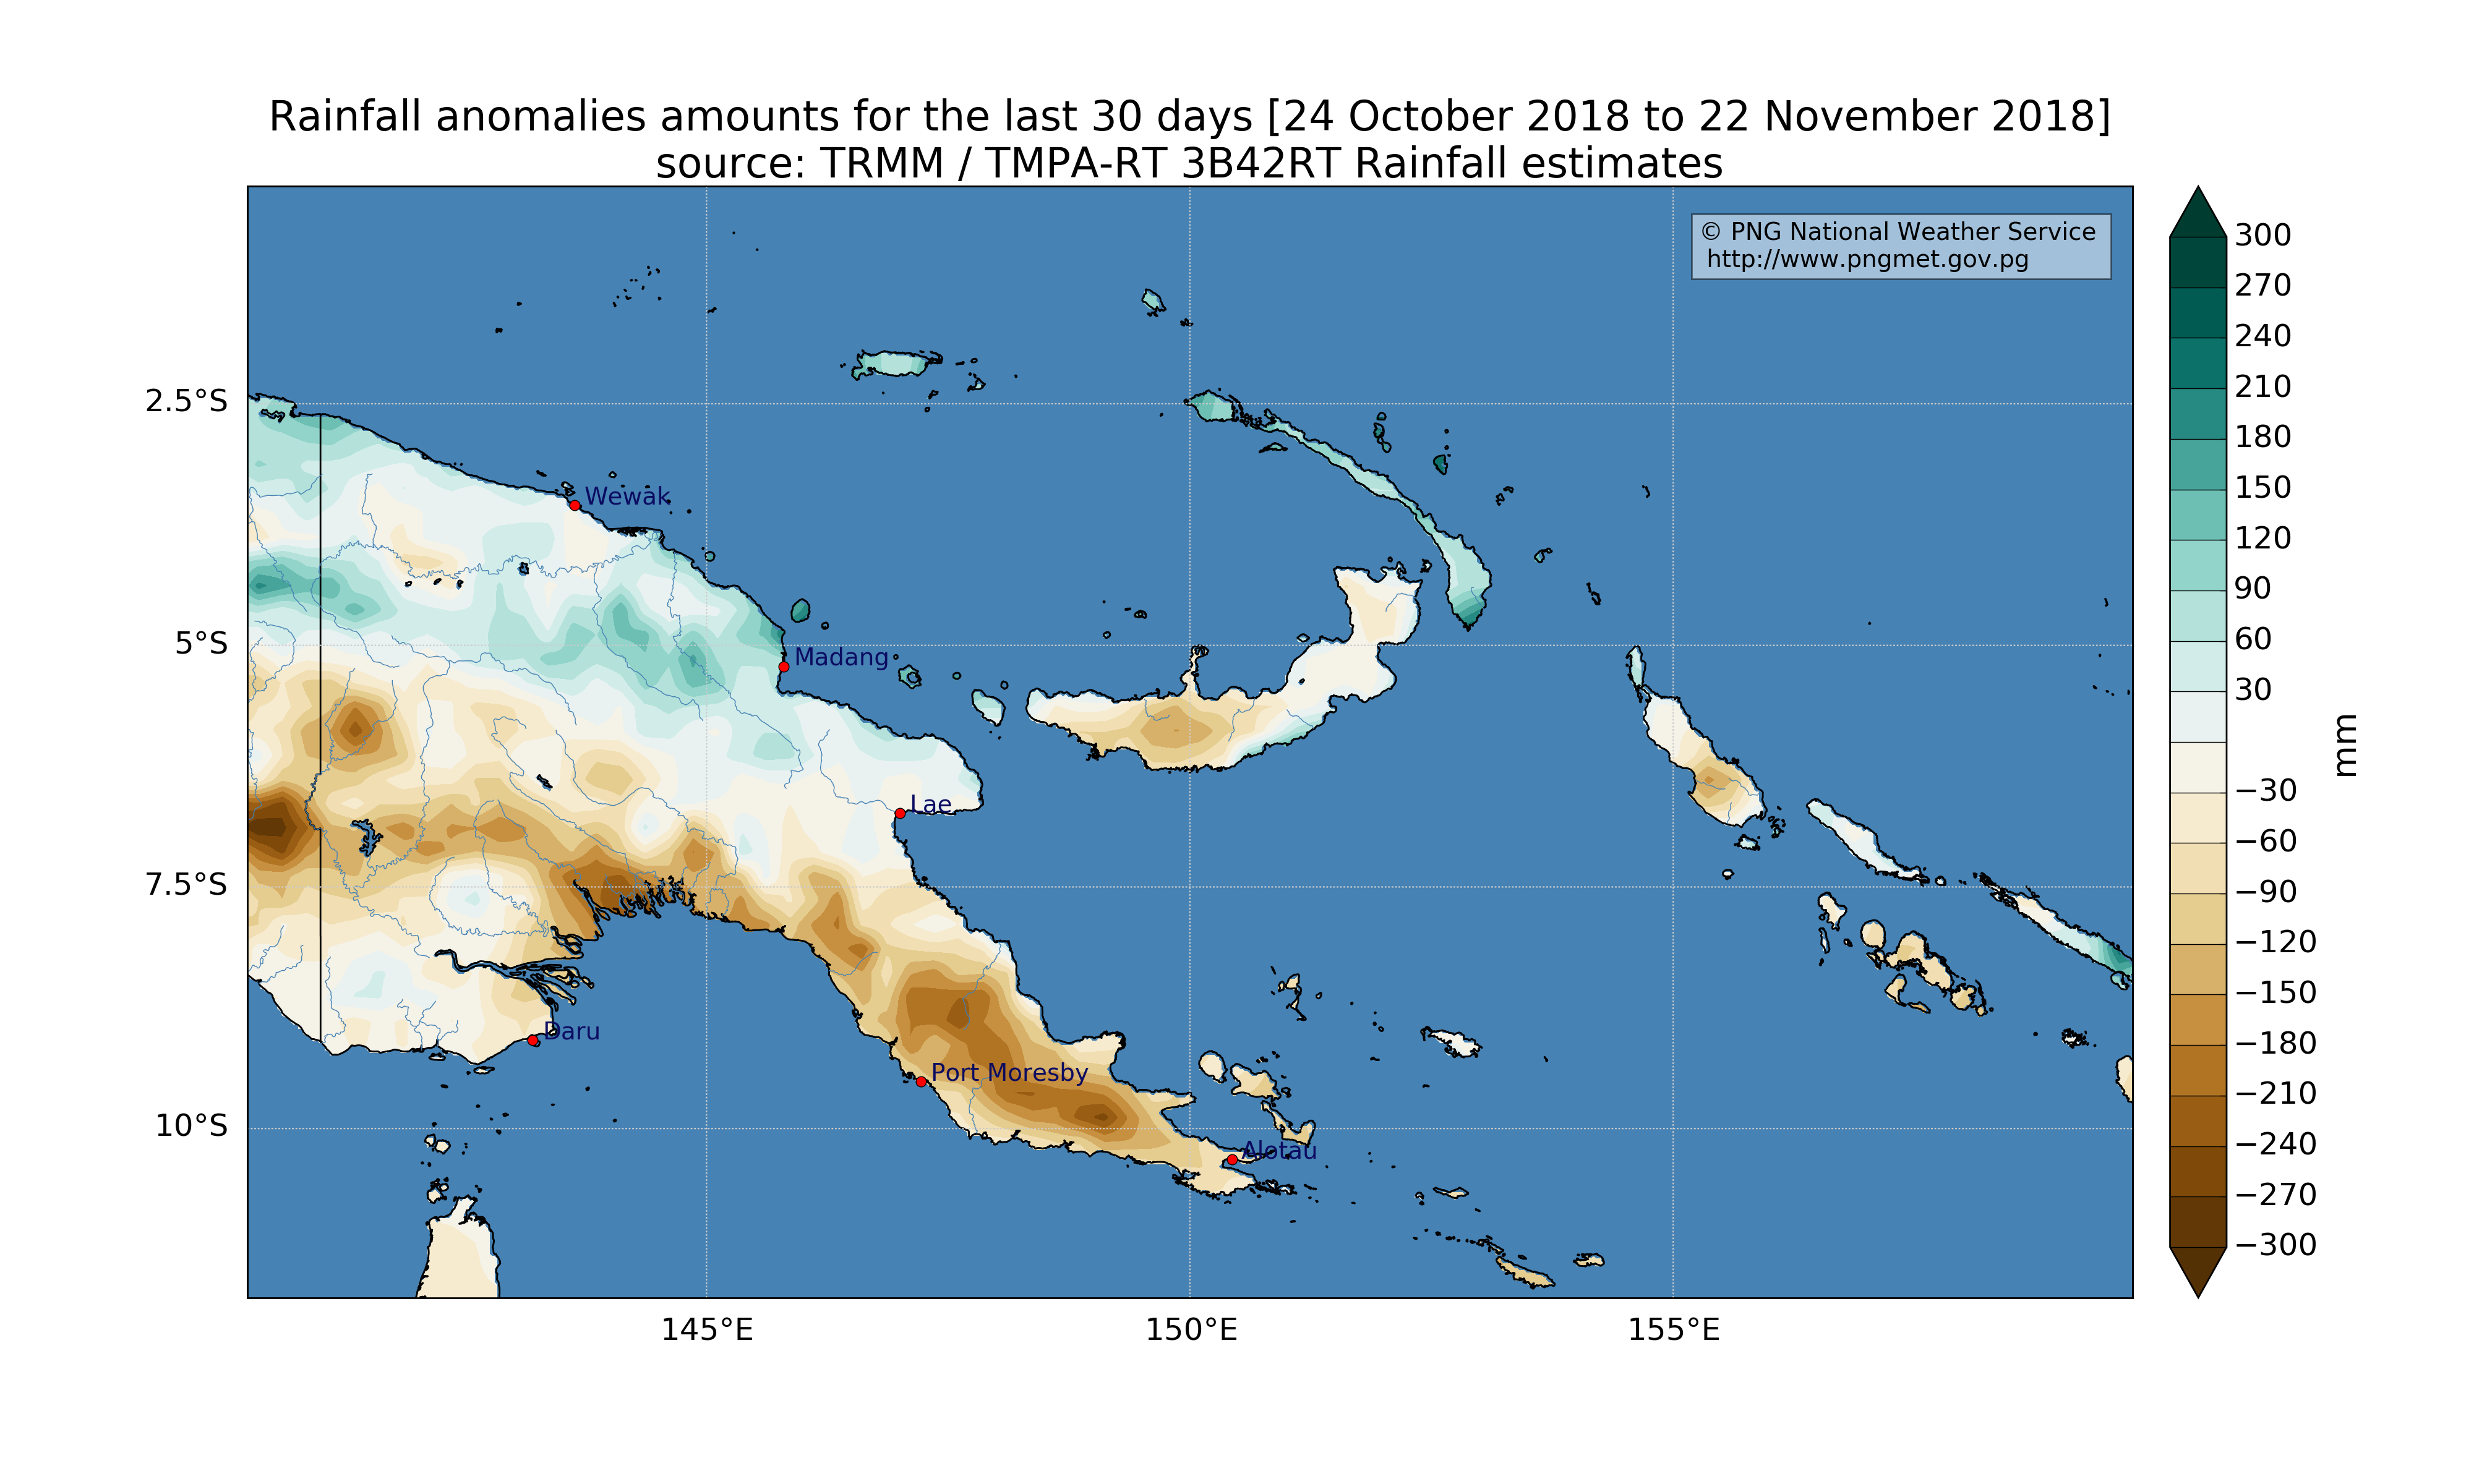 Rainfall anomalies amounts for the last 30 days [24 October 2018 to 22 November 2018]
source: TRMM / TMPA-RT 3B42RT Rainfall estimates
© PNG National Weather Service
http://www.pngmet.gov.pg
2.5°S
5°S
7.5°S
10°S
Wewak
Madang
Lae
Daru
Port Moresby
Alotau
145°E
150°E
155°E
300
270
240
210
180
150
120
90
60
30
−30
−60
−90
−120
−150
−180
−210
−240
−270
−300
mm